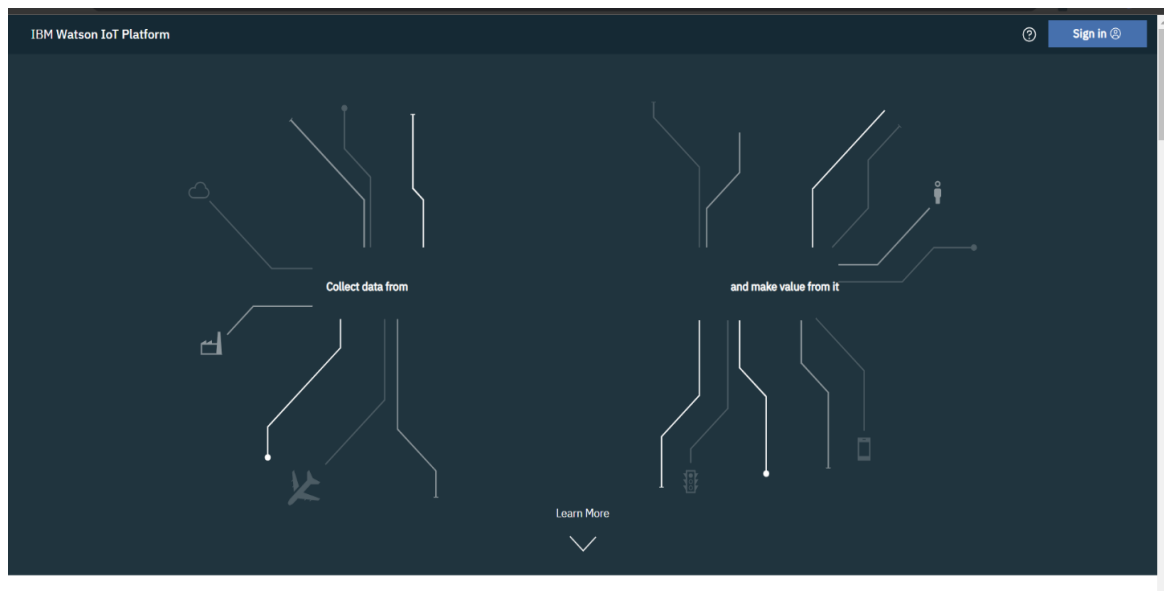 IBM Watson IoT Platform
Sign in
Collect data from
and make value from it
Learn More